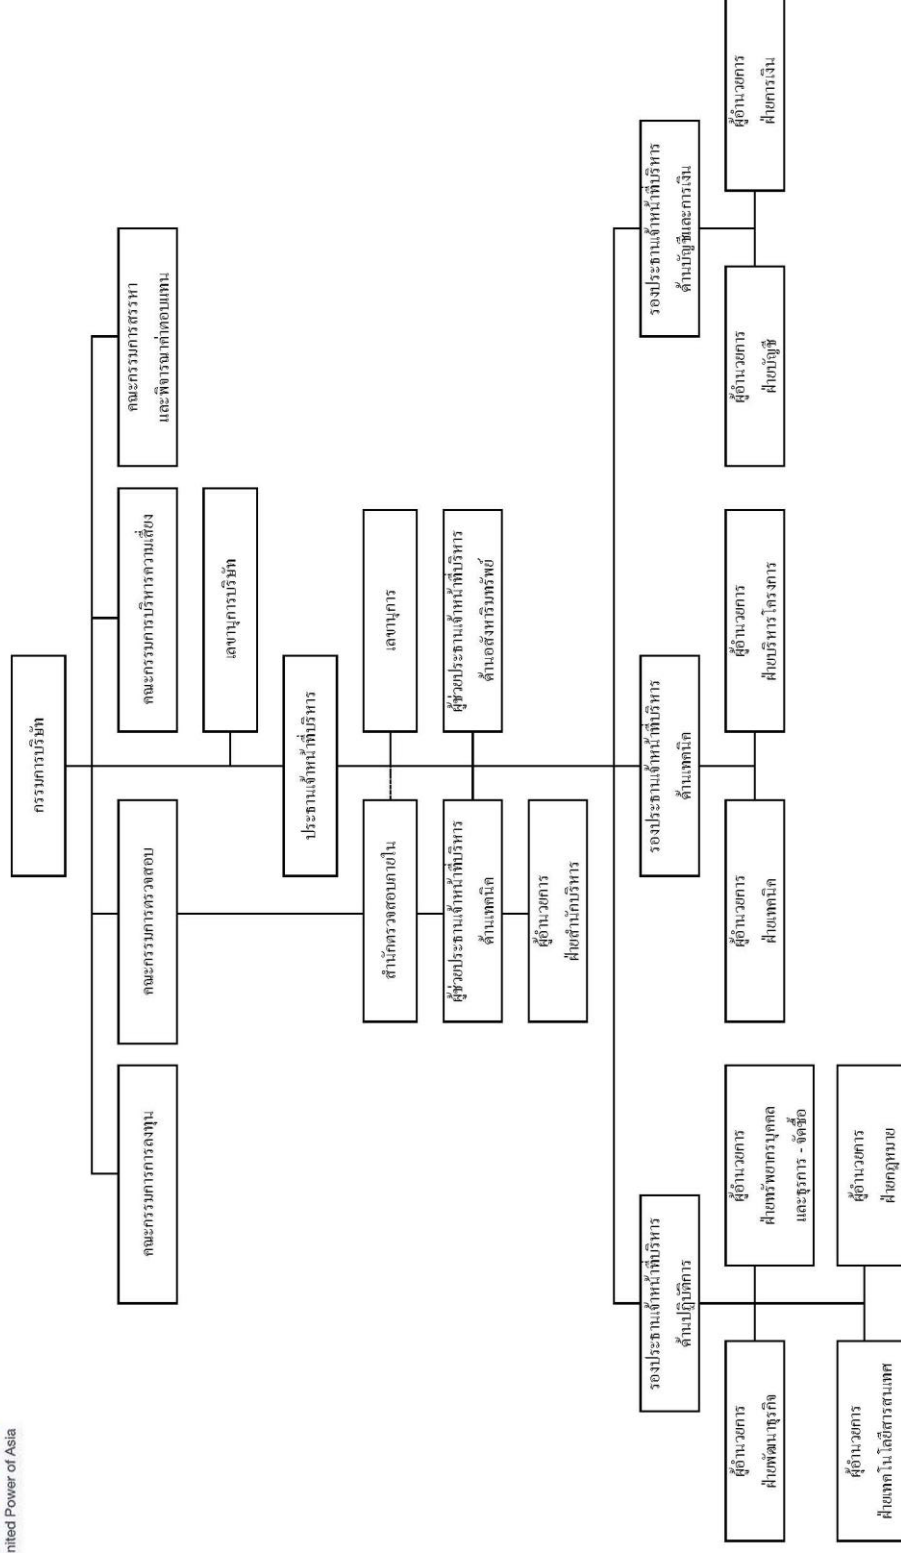 nited Power of Asia
กรรมการบริษัท
คณะกรรมการการลงทุน
คณะกรรมการตรวจสอบ
คณะกรรมการบริหารความเสี่ยง
คณะกรรมการสรรหา
และพิจารณาค่าตอบแทน
เลขานุการบริษัท
ประธานเจ้าหน้าที่บริหาร
สำนักตรวจสอบภายใน
เลขานุการ
ผู้ช่วยประธานเจ้าหน้าที่บริหาร
ด้านเทคนิค
ผู้ช่วยประธานเจ้าหน้าที่บริหาร
ด้านอสังหาริมทรัพย์
ผู้อำนวยการ
ฝ่ายสำนักบริหาร
รองประธานเจ้าหน้าที่บริหาร
ด้านปฏิบัติการ
รองประธานเจ้าหน้าที่บริหาร
ด้านเทคนิค
รองประธานเจ้าหน้าที่บริหาร
ด้านบัญชีและการเงิน
ผู้อำนวยการ
ฝ่ายพัฒนาธุรกิจ
ผู้อำนวยการ
ฝ่ายทรัพยากรบุคคล
และธุรการ - จัดซื้อ
ผู้อำนวยการ
ฝ่ายเทคนิค
ผู้อำนวยการ
ฝ่ายบริหารโครงการ
ผู้อำนวยการ
ฝ่ายบัญชี
ผู้อำนวยการ
ฝ่ายการเงิน
ผู้อำนวยการ
ฝ่ายเทคโนโลยีสารสนเทศ
ผู้อำนวยการ
ฝ่ายกฎหมาย